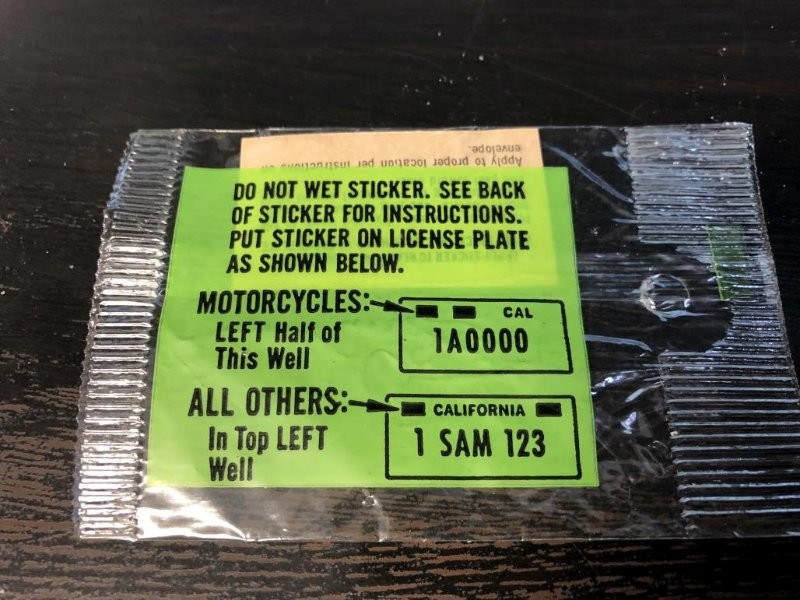 envelope.
Apply to proper location per instructions on
DO NOT WET STICKER. SEE BACK
OF STICKER FOR INSTRUCTIONS.
PUT STICKER ON LICENSE PLATE
AS SHOWN BELOW.
MOTORCYCLES:
LEFT Half of
This Well
CAL
1A0000
ALL OTHERS:
In Top LEFT
Well
CALIFORNIA
1 SAM 123